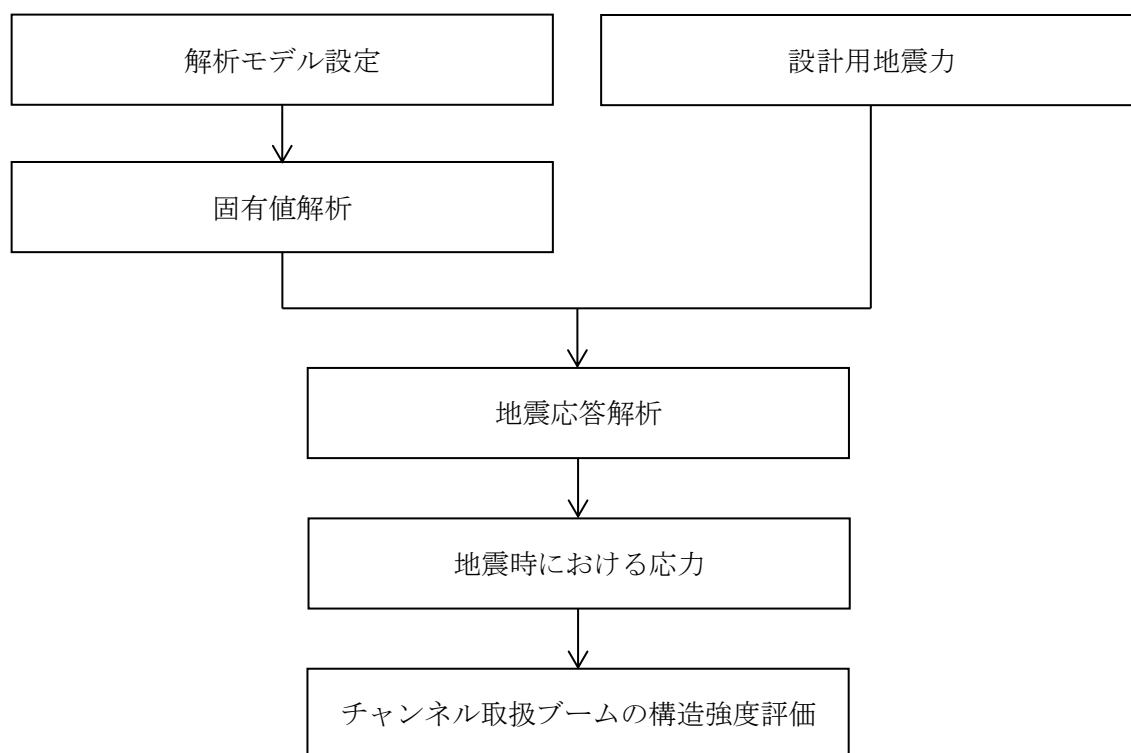 解析モデル設定
設計用地震力
固有値解析
地震応答解析
地震時における応力
チャンネル取扱ブームの構造強度評価